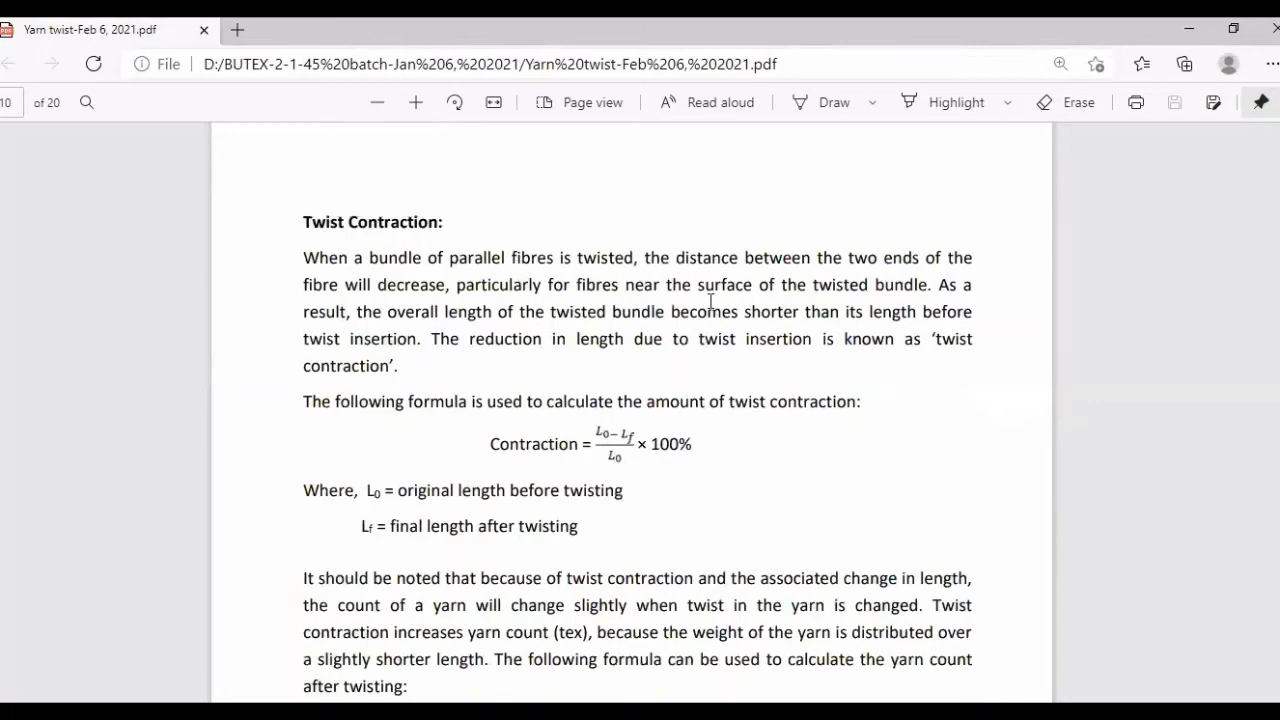 Yarn twist-Feb 6, 2021.pdf
File D:/BUTEX-2-1-45%20batch-Jan%206,%202021/Yarn%20twist-Feb%206,%202021.pdf
10 of 20 Page view Read aloud Draw Highlight Erase
Twist Contraction:
When a bundle of parallel fibres is twisted, the distance between the two ends of the
fibre will decrease, particularly for fibres near the surface of the twisted bundle. As a
result, the overall length of the twisted bundle becomes shorter than its length before
twist insertion. The reduction in length due to twist insertion is known as ‘twist
contraction’.
The following formula is used to calculate the amount of twist contraction:
Contraction = (L₀ − L_f)/L₀ × 100%
Where, L₀ = original length before twisting
L_f = final length after twisting
It should be noted that because of twist contraction and the associated change in length,
the count of a yarn will change slightly when twist in the yarn is changed. Twist
contraction increases yarn count (tex), because the weight of the yarn is distributed over
a slightly shorter length. The following formula can be used to calculate the yarn count
after twisting: